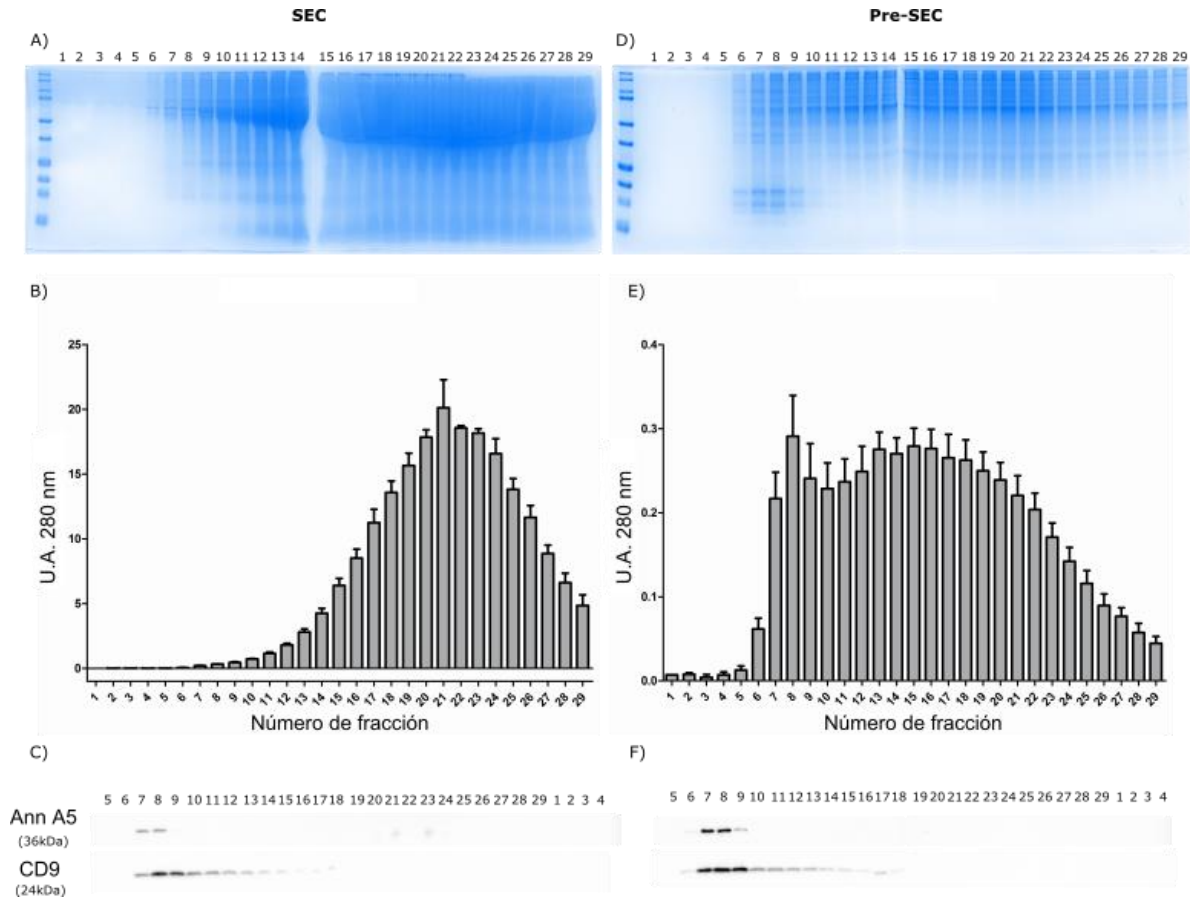 SEC
A)
1 2 3 4 5 6 7 8 9 10 11 12 13 14 15 16 17 18 19 20 21 22 23 24 25 26 27 28 29
B)
25
20
15
10
5
0
U.A. 280 nm
1 2 3 4 5 6 7 8 9 10 11 12 13 14 15 16 17 18 19 20 21 22 23 24 25 26 27 28 29
Número de fracción
C)
5 6 7 8 9 10 11 12 13 14 15 16 17 18 19 20 21 22 23 24 25 26 27 28 29 1 2 3 4
Ann A5
(36kDa)
CD9
(24kDa)
Pre-SEC
D)
1 2 3 4 5 6 7 8 9 10 11 12 13 14 15 16 17 18 19 20 21 22 23 24 25 26 27 28 29
E)
0.4
0.3
0.2
0.1
0.0
U.A. 280 nm
1 2 3 4 5 6 7 8 9 10 11 12 13 14 15 16 17 18 19 20 21 22 23 24 25 26 27 28 29
Número de fracción
F)
5 6 7 8 9 10 11 12 13 14 15 16 17 18 19 20 21 22 23 24 25 26 27 28 29 1 2 3 4